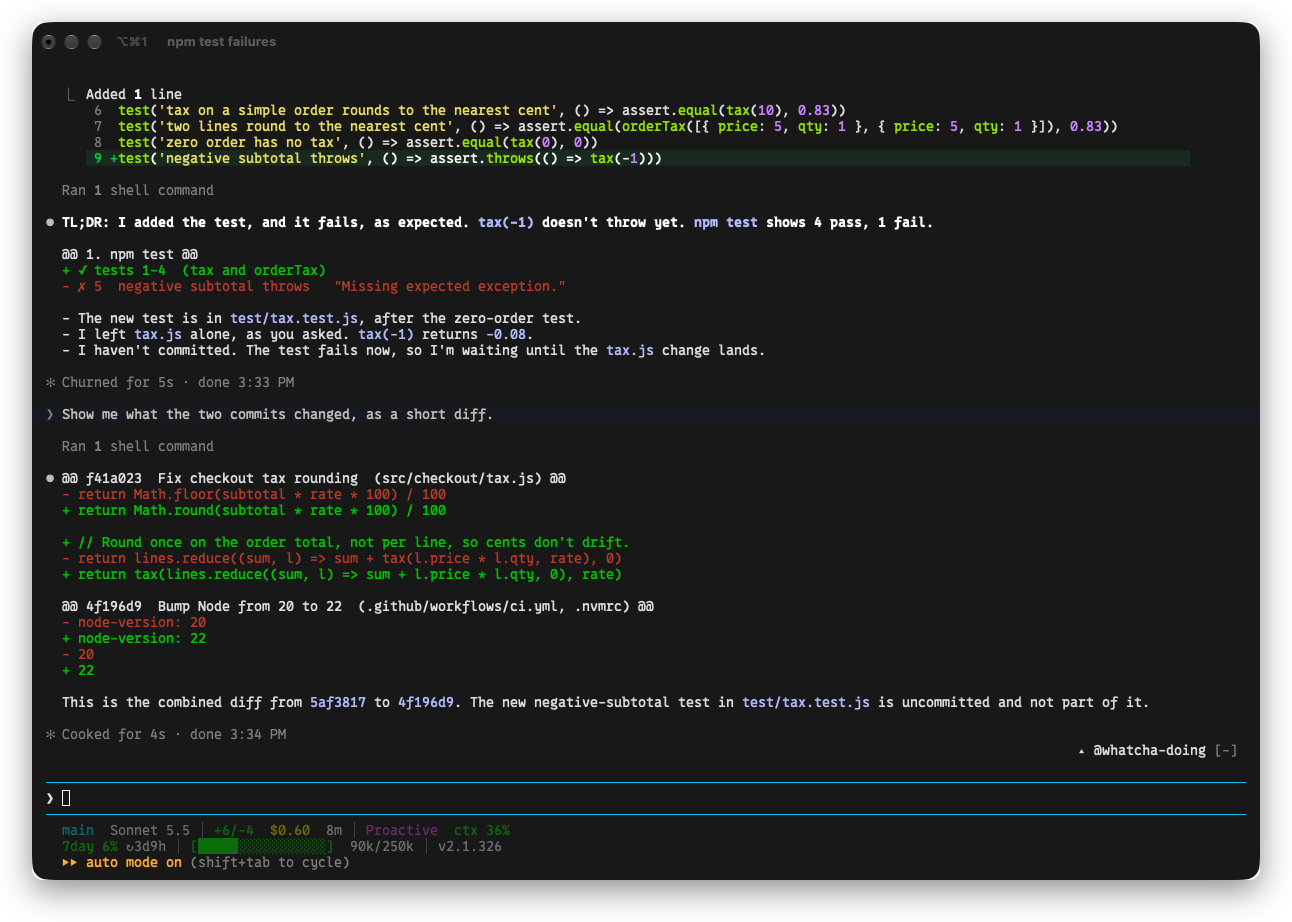 ⌥⌘1 npm test failures
Added 1 line
6 test('tax on a simple order rounds to the nearest cent', () => assert.equal(tax(10), 0.83))
7 test('two lines round to the nearest cent', () => assert.equal(orderTax([{ price: 5, qty: 1 }, { price: 5, qty: 1 }]), 0.83))
8 test('zero order has no tax', () => assert.equal(tax(0), 0))
9 +test('negative subtotal throws', () => assert.throws(() => tax(-1)))
Ran 1 shell command
● TL;DR: I added the test, and it fails, as expected. tax(-1) doesn't throw yet. npm test shows 4 pass, 1 fail.
@@ 1. npm test @@
+ ✓ tests 1-4 (tax and orderTax)
- ✗ 5 negative subtotal throws "Missing expected exception."
- The new test is in test/tax.test.js, after the zero-order test.
- I left tax.js alone, as you asked. tax(-1) returns -0.08.
- I haven't committed. The test fails now, so I'm waiting until the tax.js change lands.
✻ Churned for 5s · done 3:33 PM
❯ Show me what the two commits changed, as a short diff.
Ran 1 shell command
● @@ f41a023 Fix checkout tax rounding (src/checkout/tax.js) @@
- return Math.floor(subtotal * rate * 100) / 100
+ return Math.round(subtotal * rate * 100) / 100
+ // Round once on the order total, not per line, so cents don't drift.
- return lines.reduce((sum, l) => sum + tax(l.price * l.qty, rate), 0)
+ return tax(lines.reduce((sum, l) => sum + l.price * l.qty, 0), rate)
@@ 4f196d9 Bump Node from 20 to 22 (.github/workflows/ci.yml, .nvmrc) @@
- node-version: 20
+ node-version: 22
- 20
+ 22
This is the combined diff from 5af3817 to 4f196d9. The new negative-subtotal test in test/tax.test.js is uncommitted and not part of it.
✻ Cooked for 4s · done 3:34 PM
▴ @whatcha-doing [-]
❯
main Sonnet 5.5 │ +6/-4 $0.60 8m │ Proactive ctx 36%
7day 6% ↻3d9h │ [█████░░░░░░░░░░░] 90k/250k │ v2.1.326
⏵⏵ auto mode on (shift+tab to cycle)